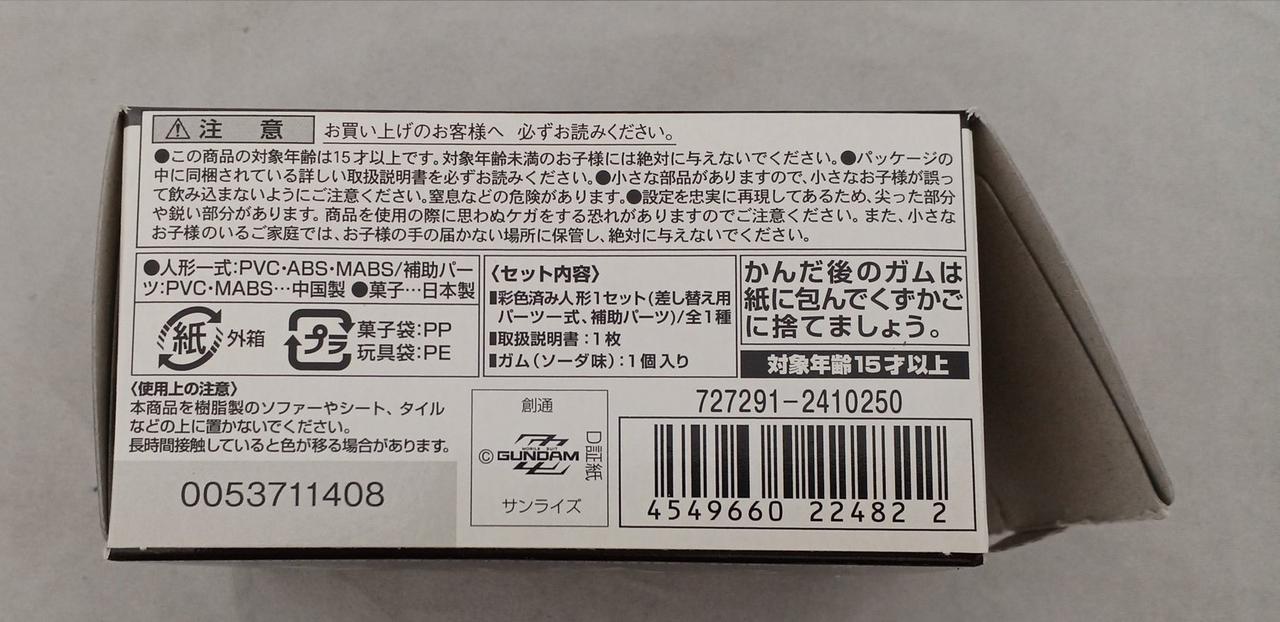 ⚠注意 お買い上げのお客様へ 必ずお読みください。
●この商品の対象年齢は15才以上です。対象年齢未満のお子様には絶対に与えないでください。●パッケージの
中に同梱されている詳しい取扱説明書を必ずお読みください。●小さな部品がありますので、小さなお子様が誤っ
て飲み込まないようにご注意ください。窒息などの危険があります。●設定を忠実に再現してあるため、尖った部分
や鋭い部分があります。商品を使用の際に思わぬケガをする恐れがありますのでご注意ください。また、小さな
お子様のいるご家庭では、お子様の手の届かない場所に保管し、絶対に与えないでください。
●人形一式:PVC・ABS・MABS/補助パー
ツ:PVC・MABS…中国製 ●菓子…日本製
紙 外箱
プラ 菓子袋:PP
玩具袋:PE
〈セット内容〉
▮彩色済み人形1セット(差し替え用
パーツ一式、補助パーツ)/全1種
▮取扱説明書:1枚
▮ガム(ソーダ味):1個入り
かんだ後のガムは
紙に包んでくずかご
に捨てましょう。
対象年齢15才以上
〈使用上の注意〉
本商品を樹脂製のソファーやシート、タイル
などの上に置かないでください。
長時間接触していると色が移る場合があります。
0053711408
創通
©MOBILE SUIT
GUNDAM
サンライズ
D証紙
727291-2410250
4549660 22482 2